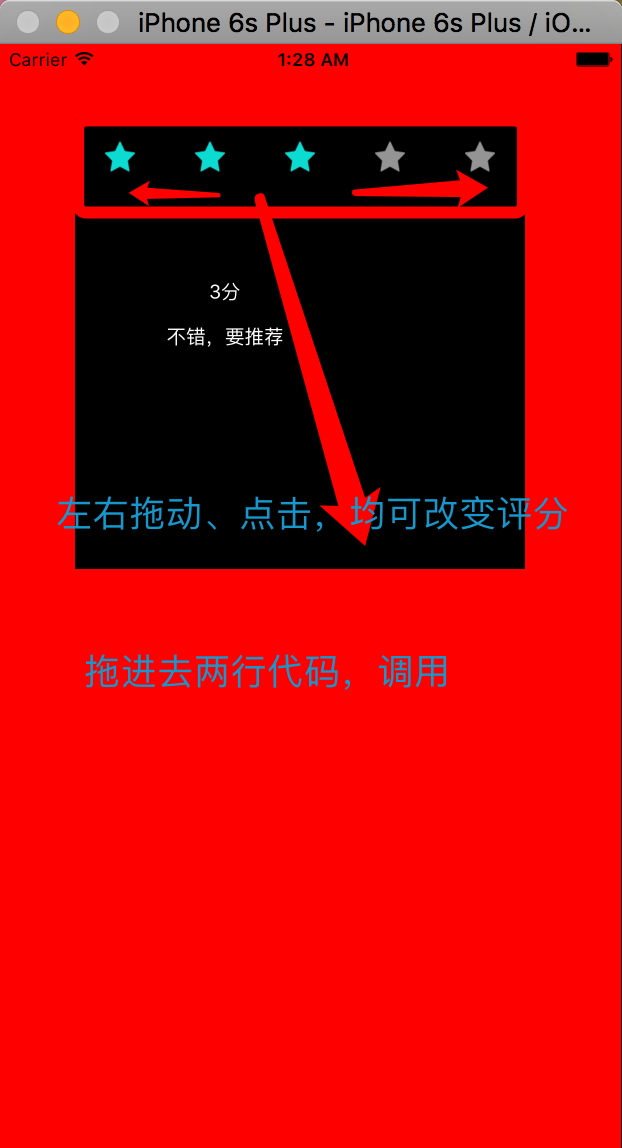 iPhone 6s Plus - iPhone 6s Plus / iO...
Carrier 1:28 AM
3分
不错，要推荐
左右拖动、点击，均可改变评分
拖进去两行代码，调用